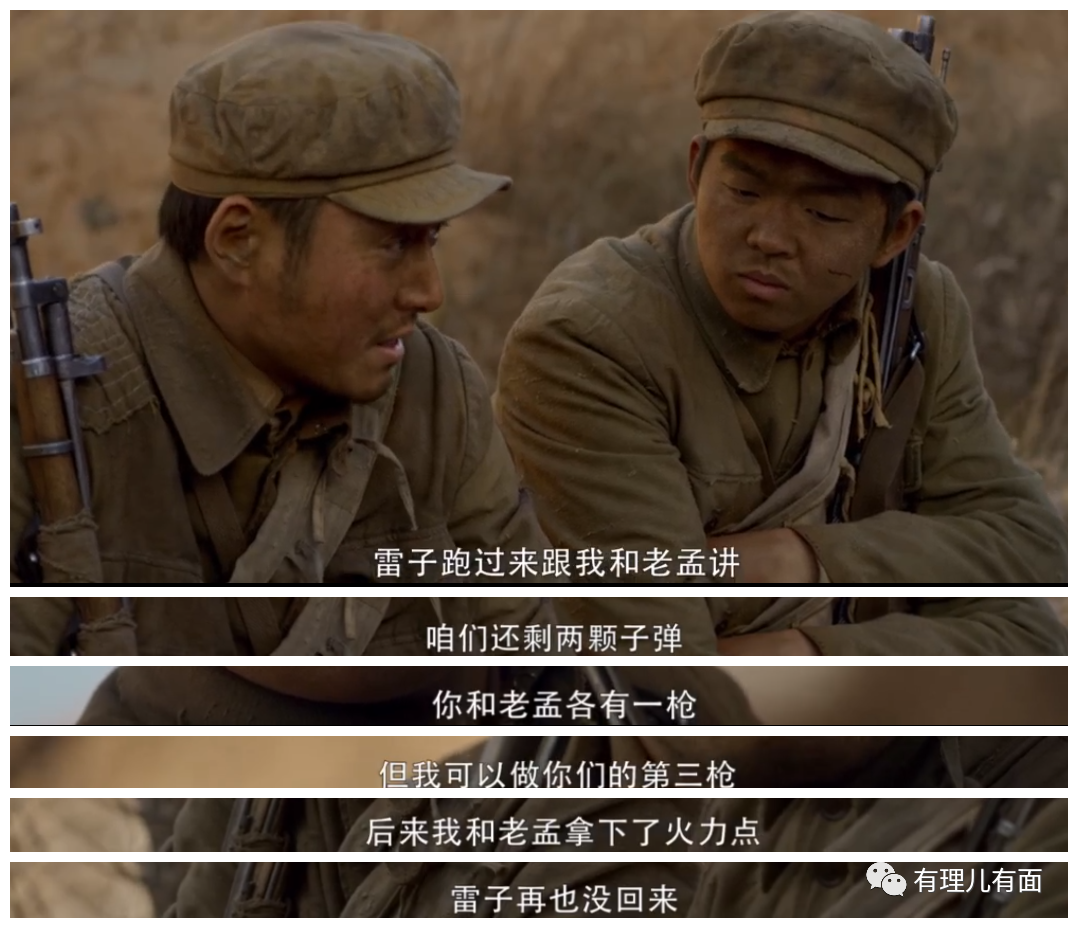 雷子跑过来跟我和老孟讲
咱们还剩两颗子弹
你和老孟各有一枪
但我可以做你们的第三枪
后来我和老孟拿下了火力点
雷子再也没回来
有理儿有面